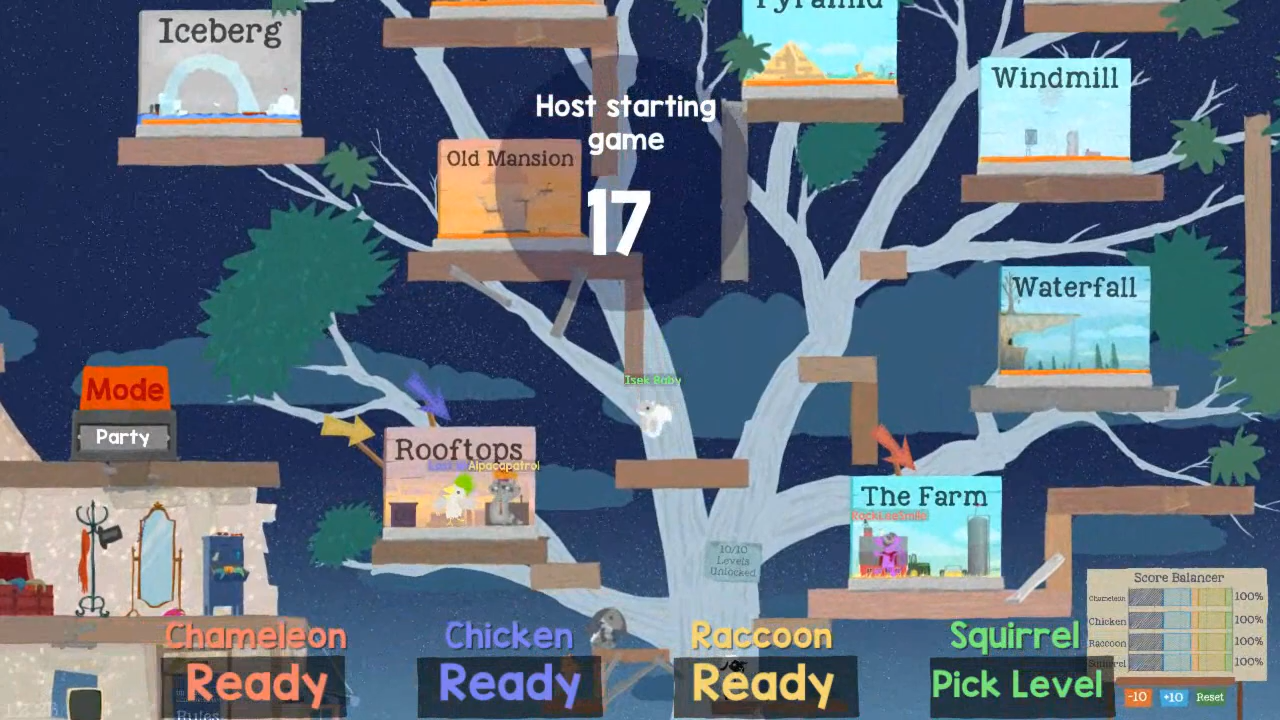 Iceberg
Pyramid
Windmill
Host starting
game
17
Old Mansion
Waterfall
Isek Baby
Mode
Party
Rooftops
Alpacapatrol
The Farm
10/10
Levels
Unlocked
Score Balancer
Chameleon 100%
Chicken 100%
Raccoon 100%
Squirrel 100%
-10 +10 Reset
Chameleon
Ready
Chicken
Ready
Raccoon
Ready
Squirrel
Pick Level
Rules